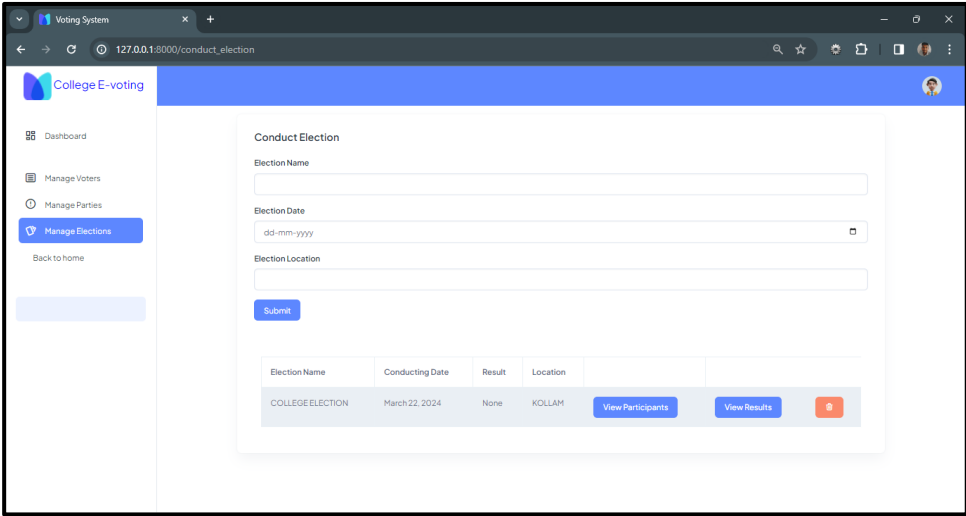 Voting System
127.0.0.1:8000/conduct_election
College E-voting
Dashboard
Manage Voters
Manage Parties
Manage Elections
Back to home
Conduct Election
Election Name
Election Date
dd-mm-yyyy
Election Location
Submit
Election Name Conducting Date Result Location
COLLEGE ELECTION March 22, 2024 None KOLLAM View Participants View Results